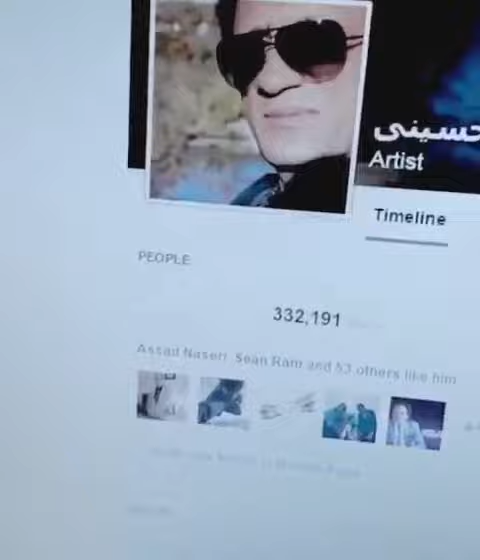 حسینی
Artist
Timeline
PEOPLE
332,191
Assad Naseri, Sean Ram and 53 others like him